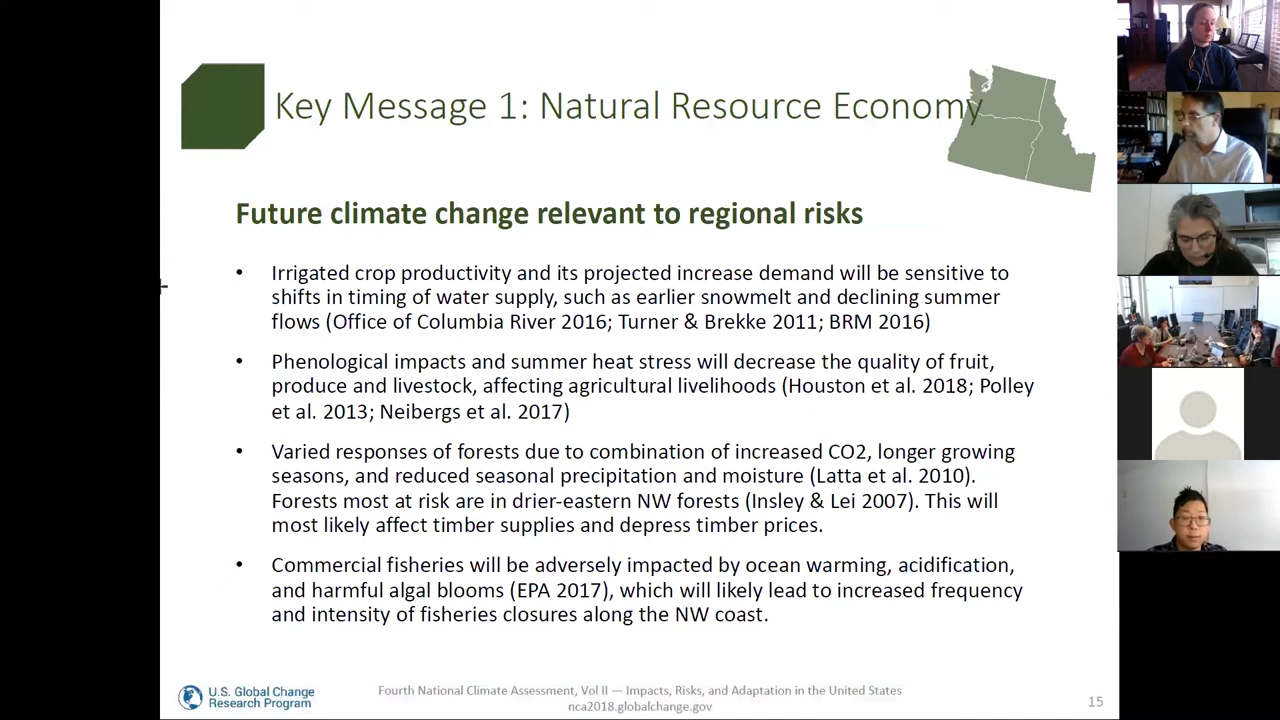 Key Message 1: Natural Resource Economy
Future climate change relevant to regional risks
• Irrigated crop productivity and its projected increase demand will be sensitive to
shifts in timing of water supply, such as earlier snowmelt and declining summer
flows (Office of Columbia River 2016; Turner & Brekke 2011; BRM 2016)
• Phenological impacts and summer heat stress will decrease the quality of fruit,
produce and livestock, affecting agricultural livelihoods (Houston et al. 2018; Polley
et al. 2013; Neibergs et al. 2017)
• Varied responses of forests due to combination of increased CO2, longer growing
seasons, and reduced seasonal precipitation and moisture (Latta et al. 2010).
Forests most at risk are in drier-eastern NW forests (Insley & Lei 2007). This will
most likely affect timber supplies and depress timber prices.
• Commercial fisheries will be adversely impacted by ocean warming, acidification,
and harmful algal blooms (EPA 2017), which will likely lead to increased frequency
and intensity of fisheries closures along the NW coast.
U.S. Global Change
Research Program
Fourth National Climate Assessment, Vol II — Impacts, Risks, and Adaptation in the United States
nca2018.globalchange.gov
15